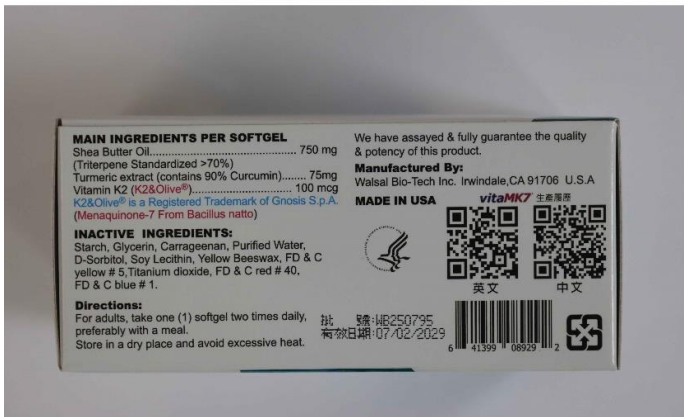 MAIN INGREDIENTS PER SOFTGEL
Shea Butter Oil................................... 750 mg
(Triterpene Standardized >70%)
Turmeric extract (contains 90% Curcumin)....... 75mg
Vitamin K2 (K2&Olive®)......................... 100 mcg
K2&Olive® is a Registered Trademark of Gnosis S.p.A.
(Menaquinone-7 From Bacillus natto)
INACTIVE INGREDIENTS:
Starch, Glycerin, Carrageenan, Purified Water,
D-Sorbitol, Soy Lecithin, Yellow Beeswax, FD & C
yellow # 5,Titanium dioxide, FD & C red # 40,
FD & C blue # 1.
Directions:
For adults, take one (1) softgel two times daily,
preferably with a meal.
Store in a dry place and avoid excessive heat.
We have assayed & fully guarantee the quality
& potency of this product.
Manufactured By:
Walsal Bio-Tech Inc. Irwindale,CA 91706 U.S.A
MADE IN USA
vitaMK7 生產履歷
英文 中文
批 號:WB250795
有效日期:07/02/2029
6 41399 08929 2